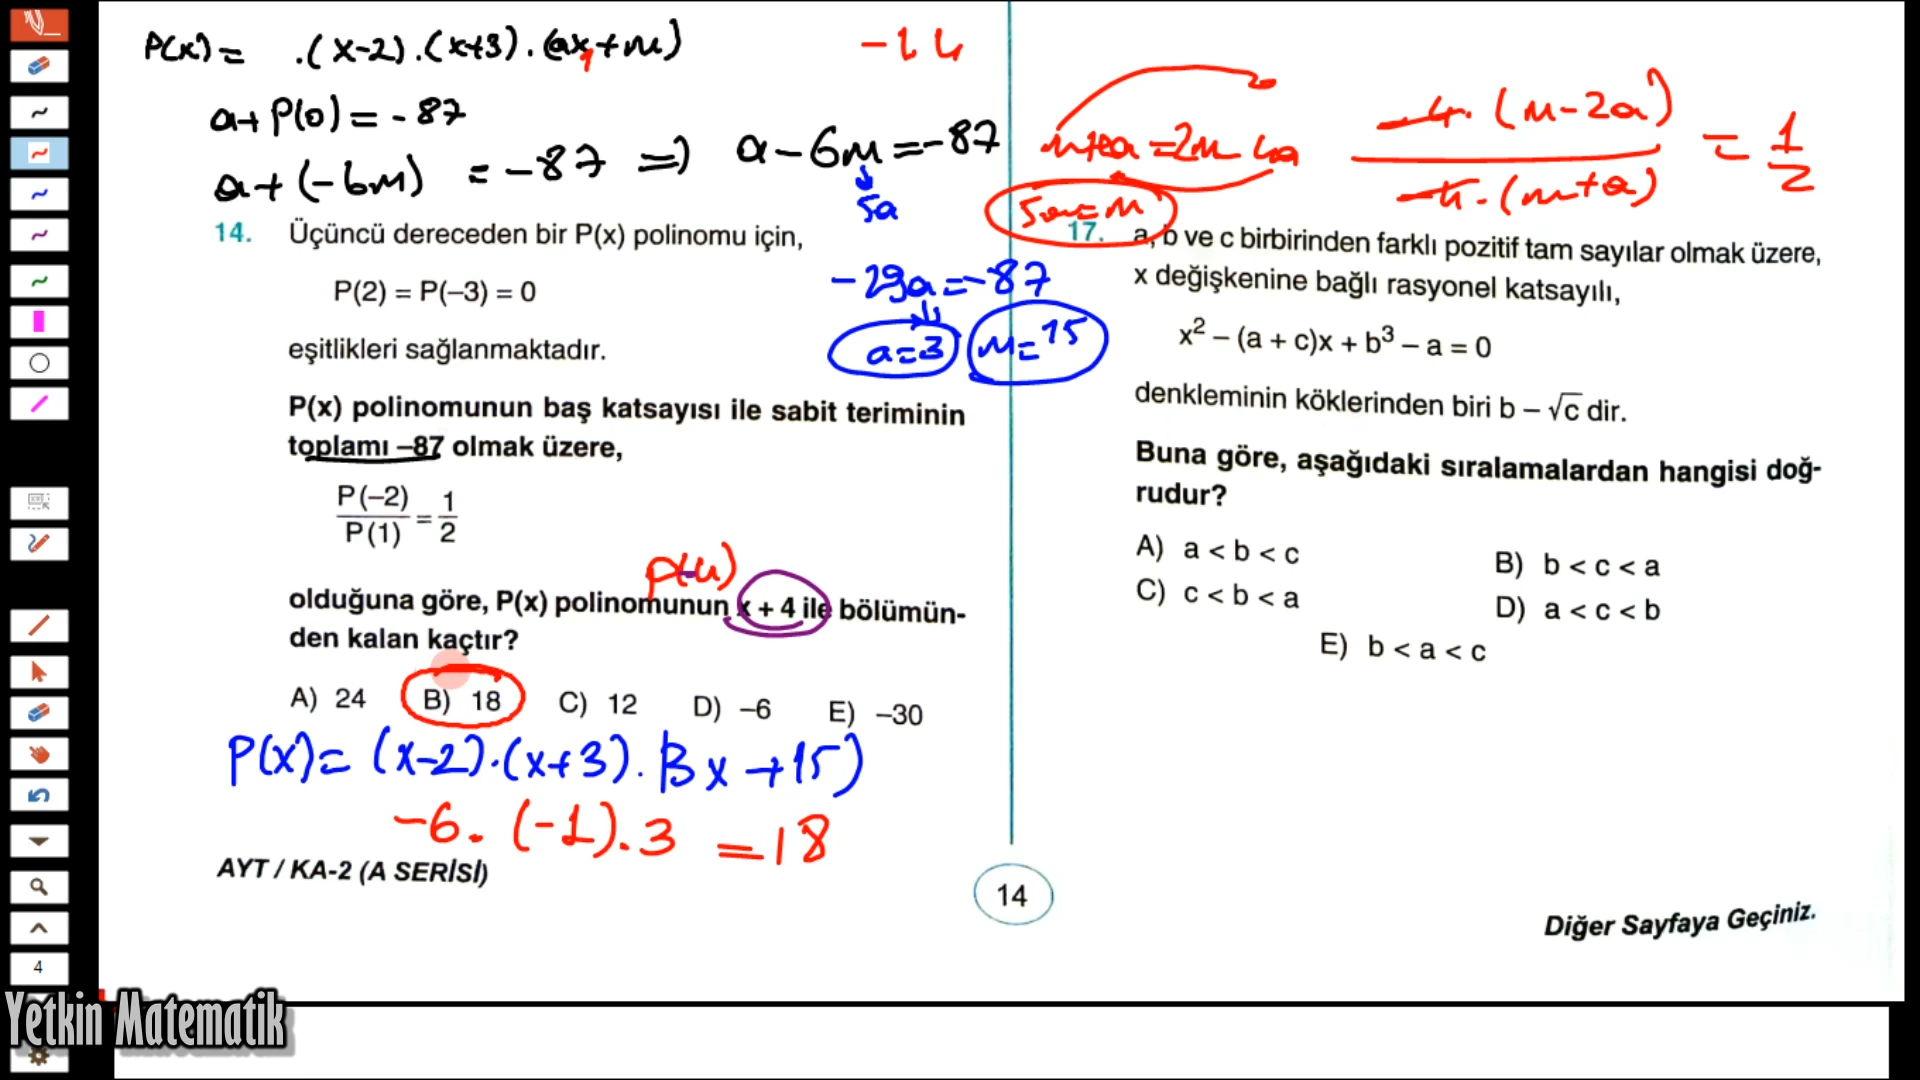 P(x) = .(x-2).(x+3).(ax+m)
a+P(0) = -87
a+(-6m) = -87 => a-6m = -87
5a
-29a = -87
a=3
m=15
14. Üçüncü dereceden bir P(x) polinomu için,
P(2) = P(–3) = 0
eşitlikleri sağlanmaktadır.
P(x) polinomunun baş katsayısı ile sabit teriminin
toplamı –87 olmak üzere,
P(–2)/P(1) = 1/2
P(-4)
olduğuna göre, P(x) polinomunun x + 4 ile bölümün-
den kalan kaçtır?
A) 24 B) 18 C) 12 D) –6 E) –30
P(x) = (x-2).(x+3).(3x+15)
-6.(-1).3 = 18
AYT / KA-2 (A SERİSİ)
14
-4.(m-2a)/-4.(m+a) = 1/2
5a=m
17. a, b ve c birbirinden farklı pozitif tam sayılar olmak üzere,
x değişkenine bağlı rasyonel katsayılı,
x² – (a + c)x + b³ – a = 0
denkleminin köklerinden biri b – √c dir.
Buna göre, aşağıdaki sıralamalardan hangisi doğ-
rudur?
A) a < b < c B) b < c < a
C) c < b < a D) a < c < b
E) b < a < c
Diğer Sayfaya Geçiniz.
4
Yetkin Matematik